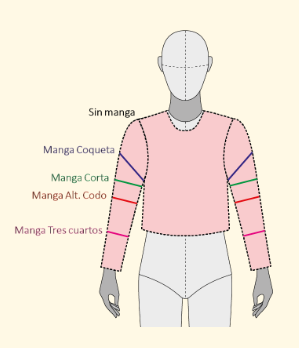 Sin manga
Manga Coqueta
Manga Corta
Manga Alt. Codo
Manga Tres cuartos